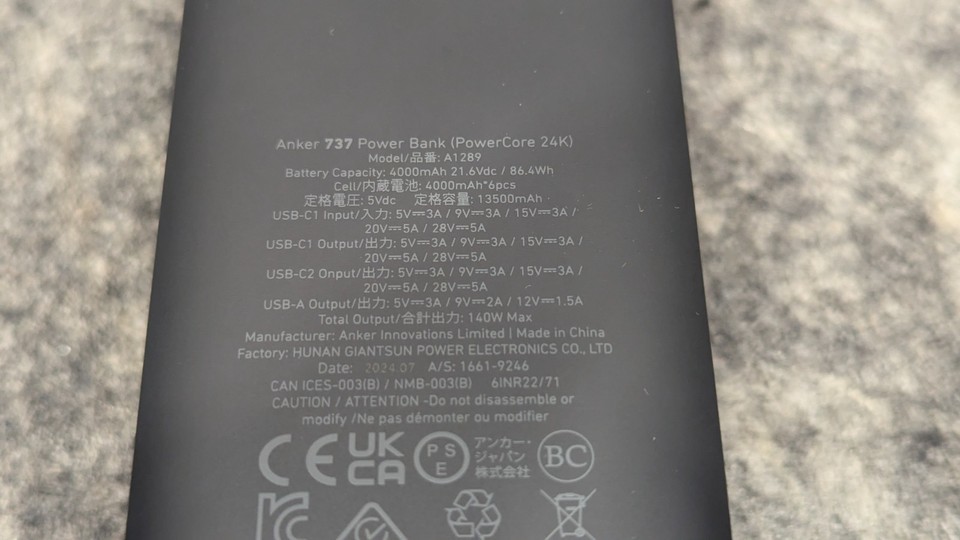 Anker 737 Power Bank (PowerCore 24K)
Model/品番: A1289
Battery Capacity: 4000mAh 21.6Vdc / 86.4Wh
Cell/内蔵電池: 4000mAh*6pcs
定格電圧: 5Vdc 定格容量: 13500mAh
USB-C1 Input/入力: 5V⎓3A / 9V⎓3A / 15V⎓3A /
20V⎓5A / 28V⎓5A
USB-C1 Output/出力: 5V⎓3A / 9V⎓3A / 15V⎓3A /
20V⎓5A / 28V⎓5A
USB-C2 Onput/出力: 5V⎓3A / 9V⎓3A / 15V⎓3A /
20V⎓5A / 28V⎓5A
USB-A Output/出力: 5V⎓3A / 9V⎓2A / 12V⎓1.5A
Total Output/合計出力: 140W Max
Manufacturer: Anker Innovations Limited | Made in China
Factory: HUNAN GIANTSUN POWER ELECTRONICS CO., LTD
Date: 2024.07 A/S: 1661-9246
CAN ICES-003(B) / NMB-003(B) 6INR22/71
CAUTION / ATTENTION -Do not disassemble or
modify /Ne pas démonter ou modifier
CE UK CA PSE アンカー・ジャパン株式会社 BC